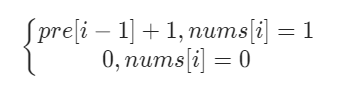 pre[i − 1] + 1, nums[i] = 1
0, nums[i] = 0